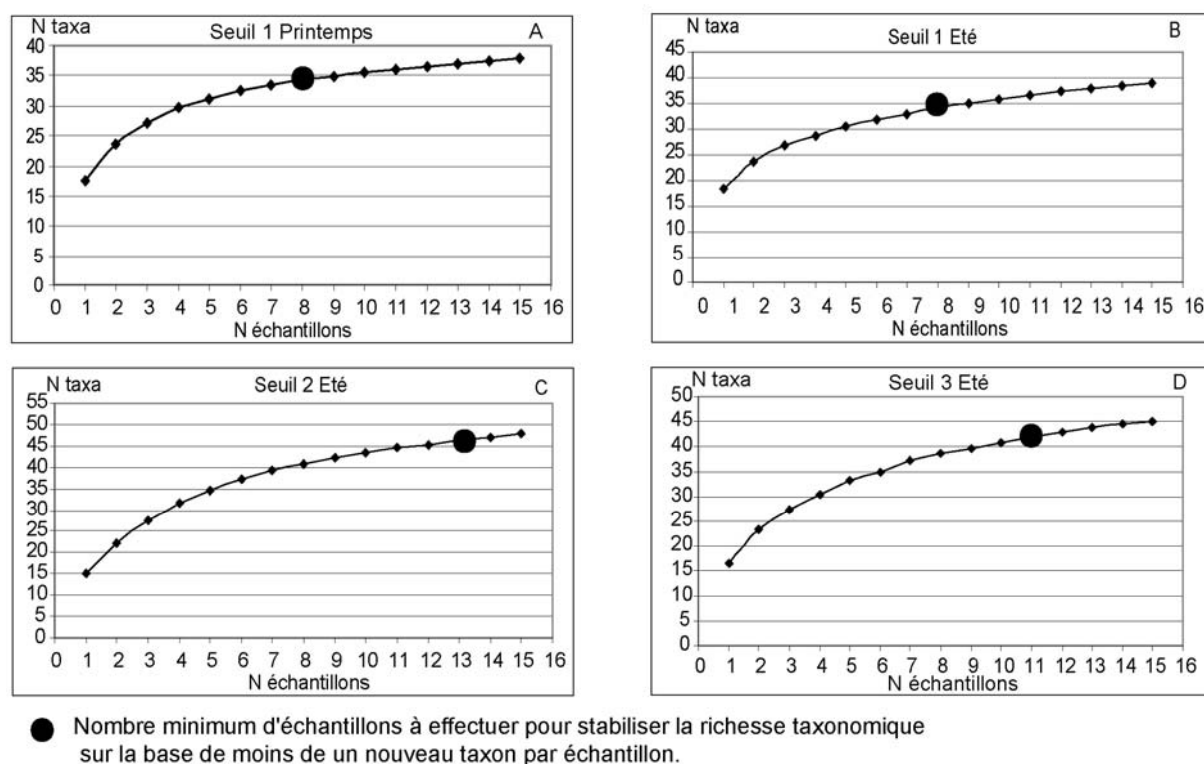 N taxa
Seuil 1 Printemps
A
40
35
30
25
20
15
10
5
0
0 1 2 3 4 5 6 7 8 9 10 11 12 13 14 15 16
N échantillons
N taxa
Seuil 1 Eté
B
45
40
35
30
25
20
15
10
5
0
0 1 2 3 4 5 6 7 8 9 10 11 12 13 14 15 16
N échantillons
N taxa
Seuil 2 Eté
C
55
50
45
40
35
30
25
20
15
10
5
0
0 1 2 3 4 5 6 7 8 9 10 11 12 13 14 15 16
N échantillons
N taxa
Seuil 3 Eté
D
50
45
40
35
30
25
20
15
10
5
0
0 1 2 3 4 5 6 7 8 9 10 11 12 13 14 15 16
N échantillons
Nombre minimum d'échantillons à effectuer pour stabiliser la richesse taxonomique
sur la base de moins de un nouveau taxon par échantillon.